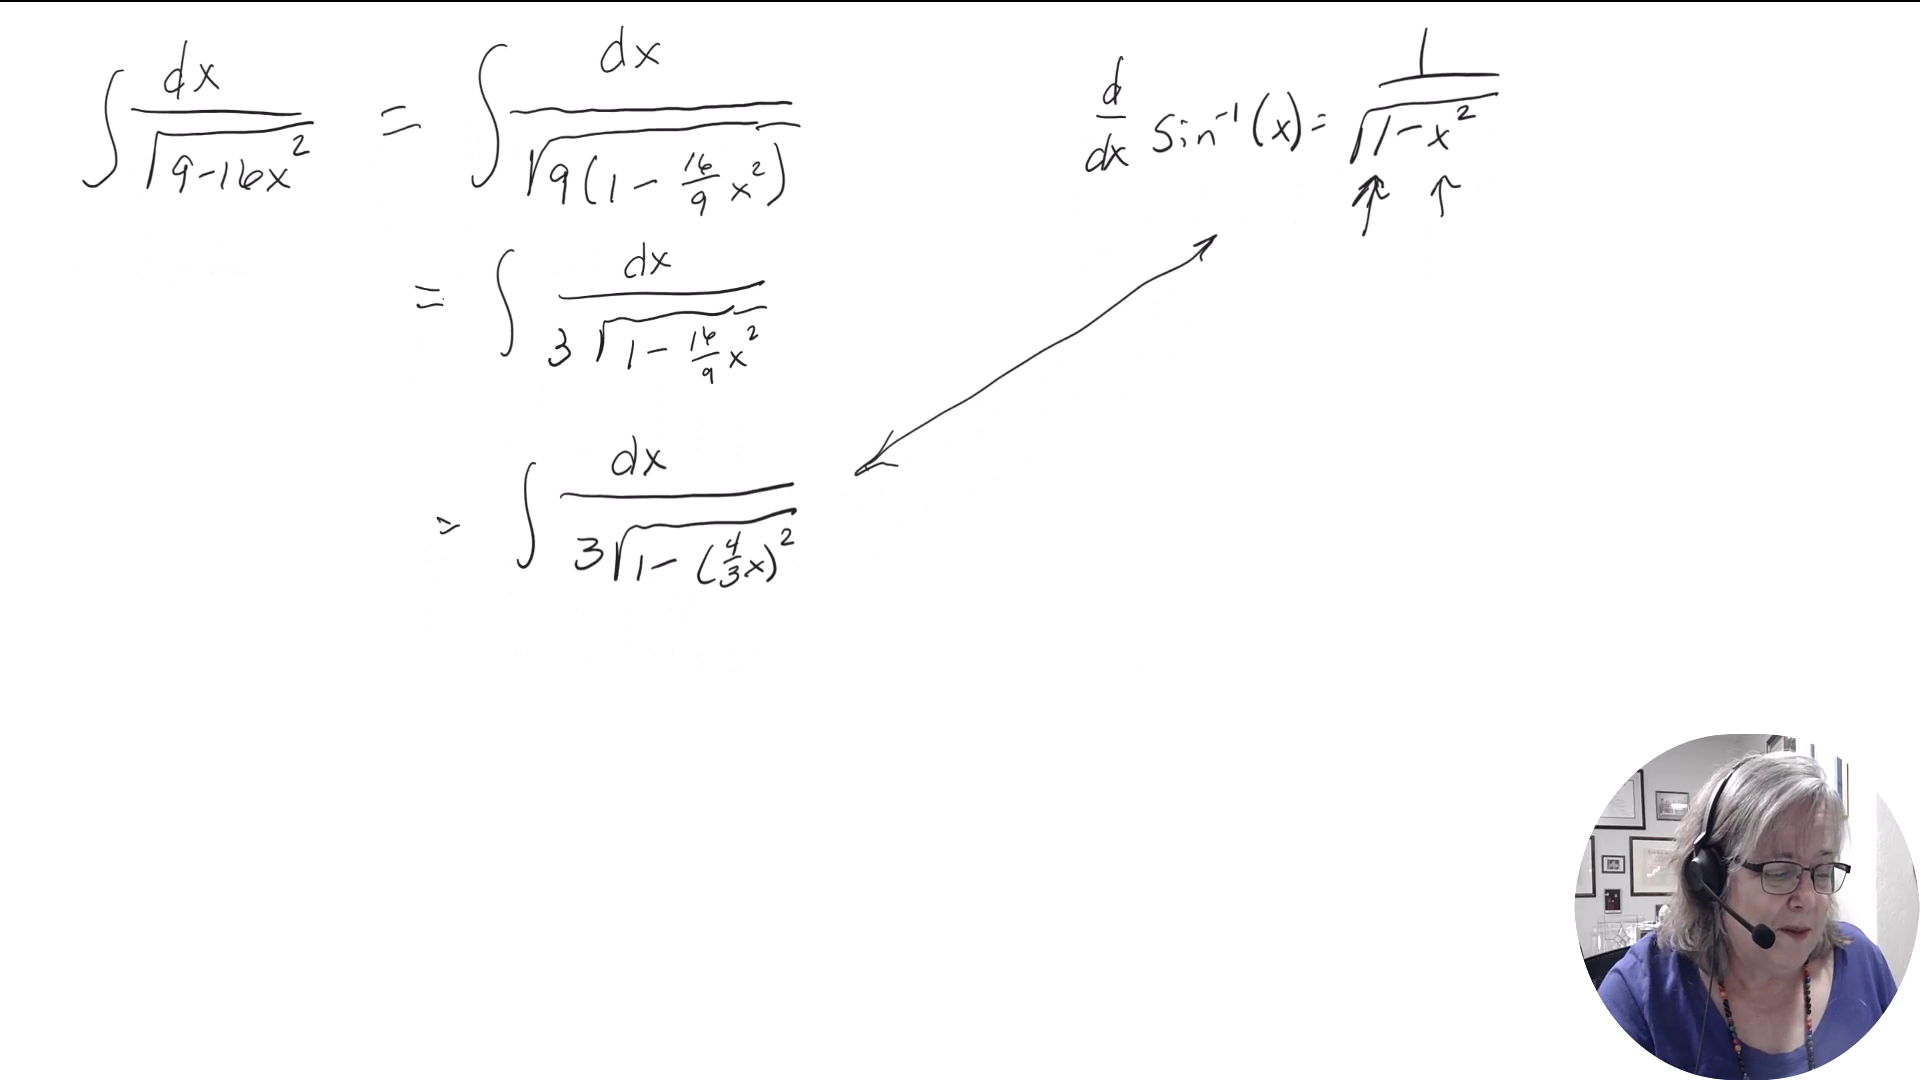 ∫ dx/√(9-16x²) = ∫ dx/√(9(1 - 16/9 x²))
= ∫ dx/(3√(1 - 16/9 x²))
= ∫ dx/(3√(1 - (4/3 x)²))
d/dx Sin⁻¹(x) = 1/√(1-x²)